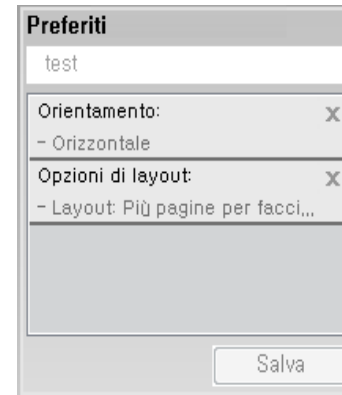 Preferiti
test
Orientamento: X
- Orizzontale
Opzioni di layout: X
- Layout: Più pagine per facci,,,
Salva